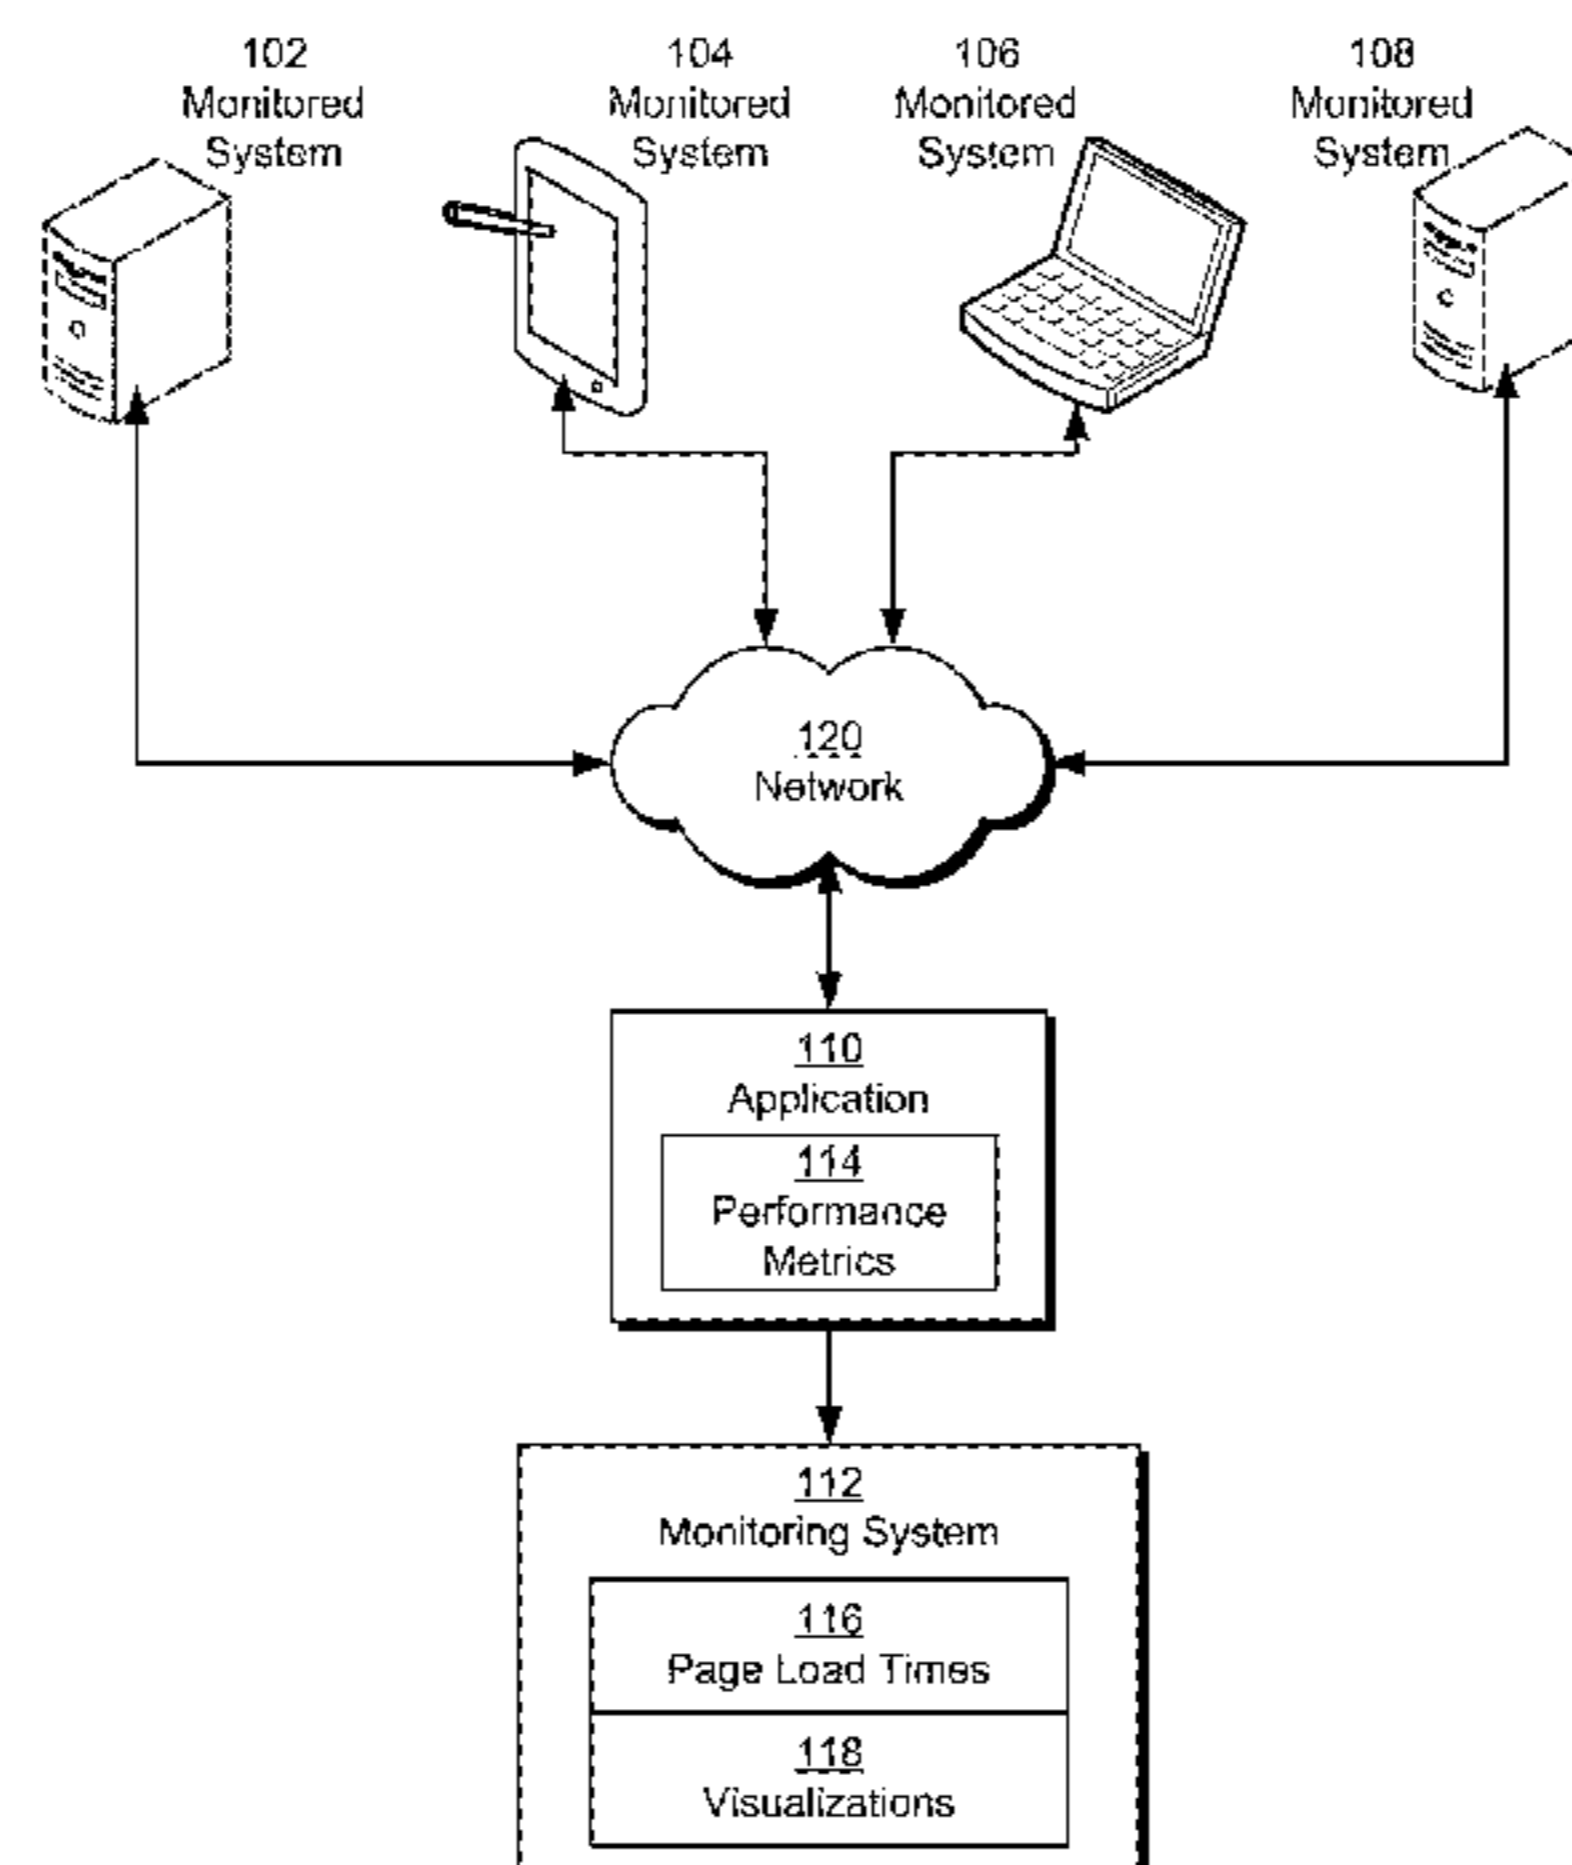 102
Monitored
System
104
Monitored
System
106
Monitored
System
108
Monitored
System
120
Network
110
Application
114
Performance
Metrics
112
Monitoring System
116
Page Load Times
118
Visualizations